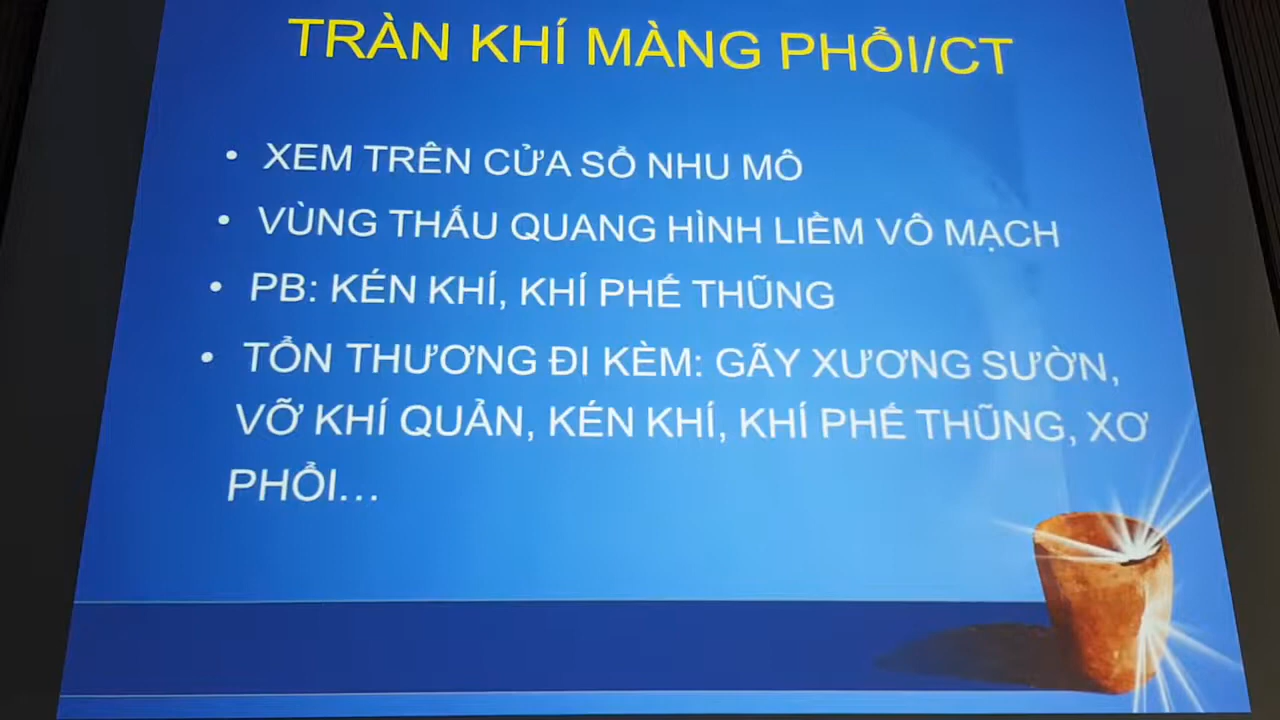 TRÀN KHÍ MÀNG PHỔI/CT
• XEM TRÊN CỬA SỔ NHU MÔ
• VÙNG THẤU QUANG HÌNH LIỀM VÔ MẠCH
• PB: KÉN KHÍ, KHÍ PHẾ THŨNG
• TỔN THƯƠNG ĐI KÈM: GÃY XƯƠNG SƯỜN,
VỠ KHÍ QUẢN, KÉN KHÍ, KHÍ PHẾ THŨNG, XƠ
PHỔI...